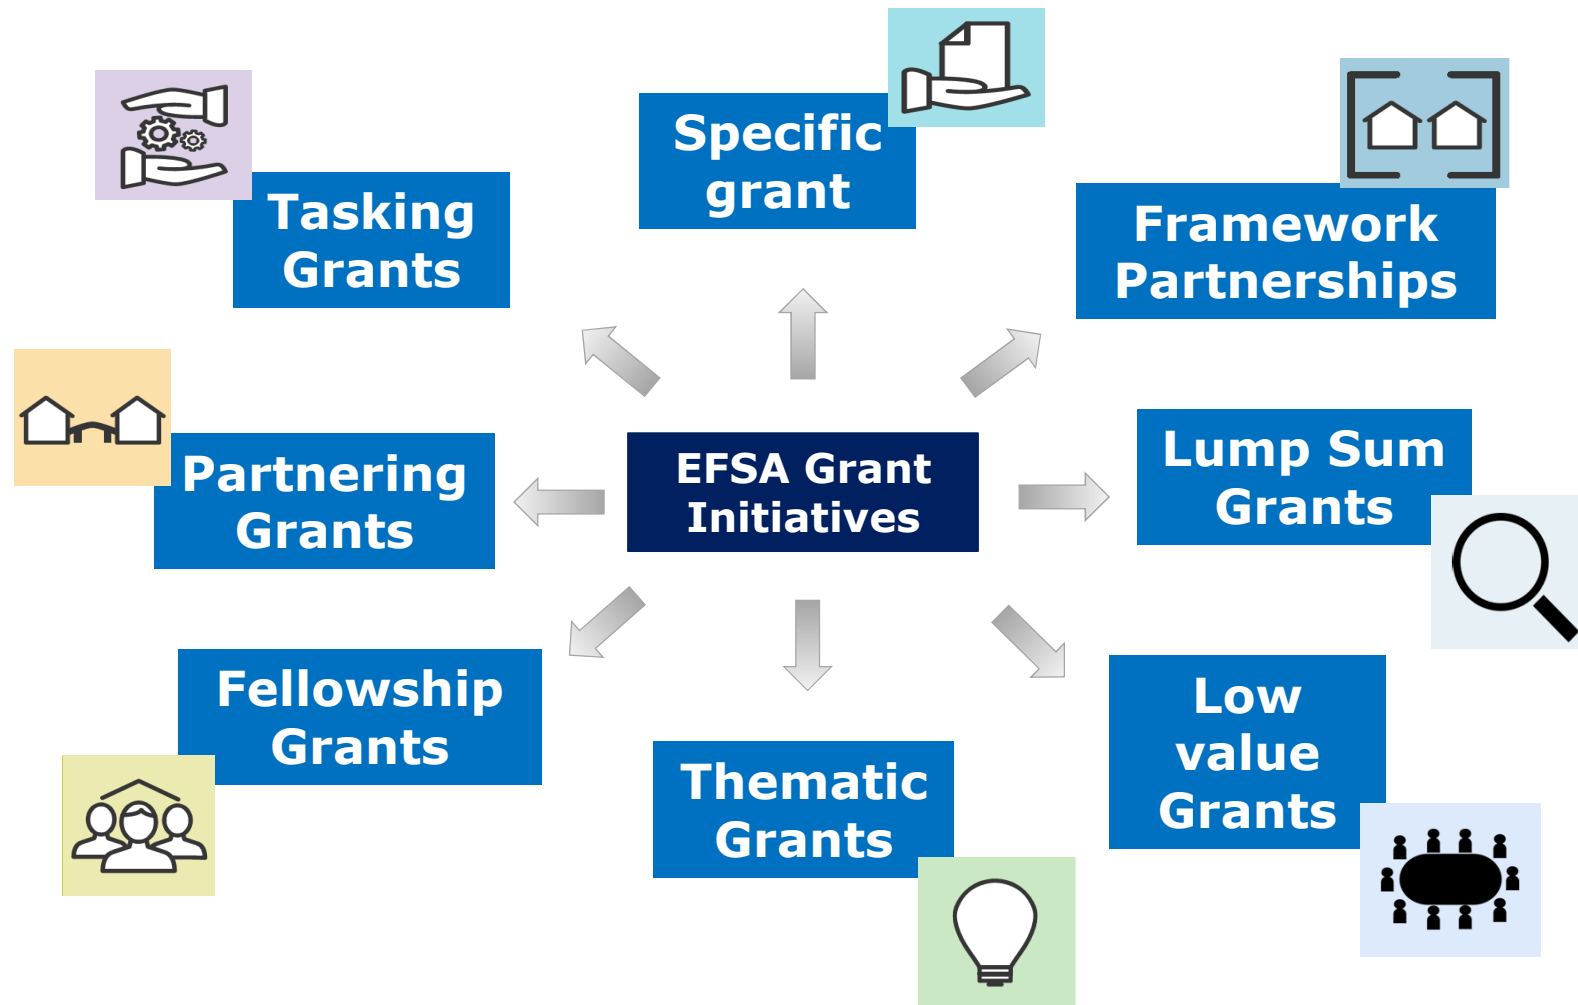 Specific
grant
Tasking
Grants
Framework
Partnerships
Lump Sum
Grants
EFSA Grant
Initiatives
Partnering
Grants
Fellowship
Grants
Low
value
Grants
Thematic
Grants